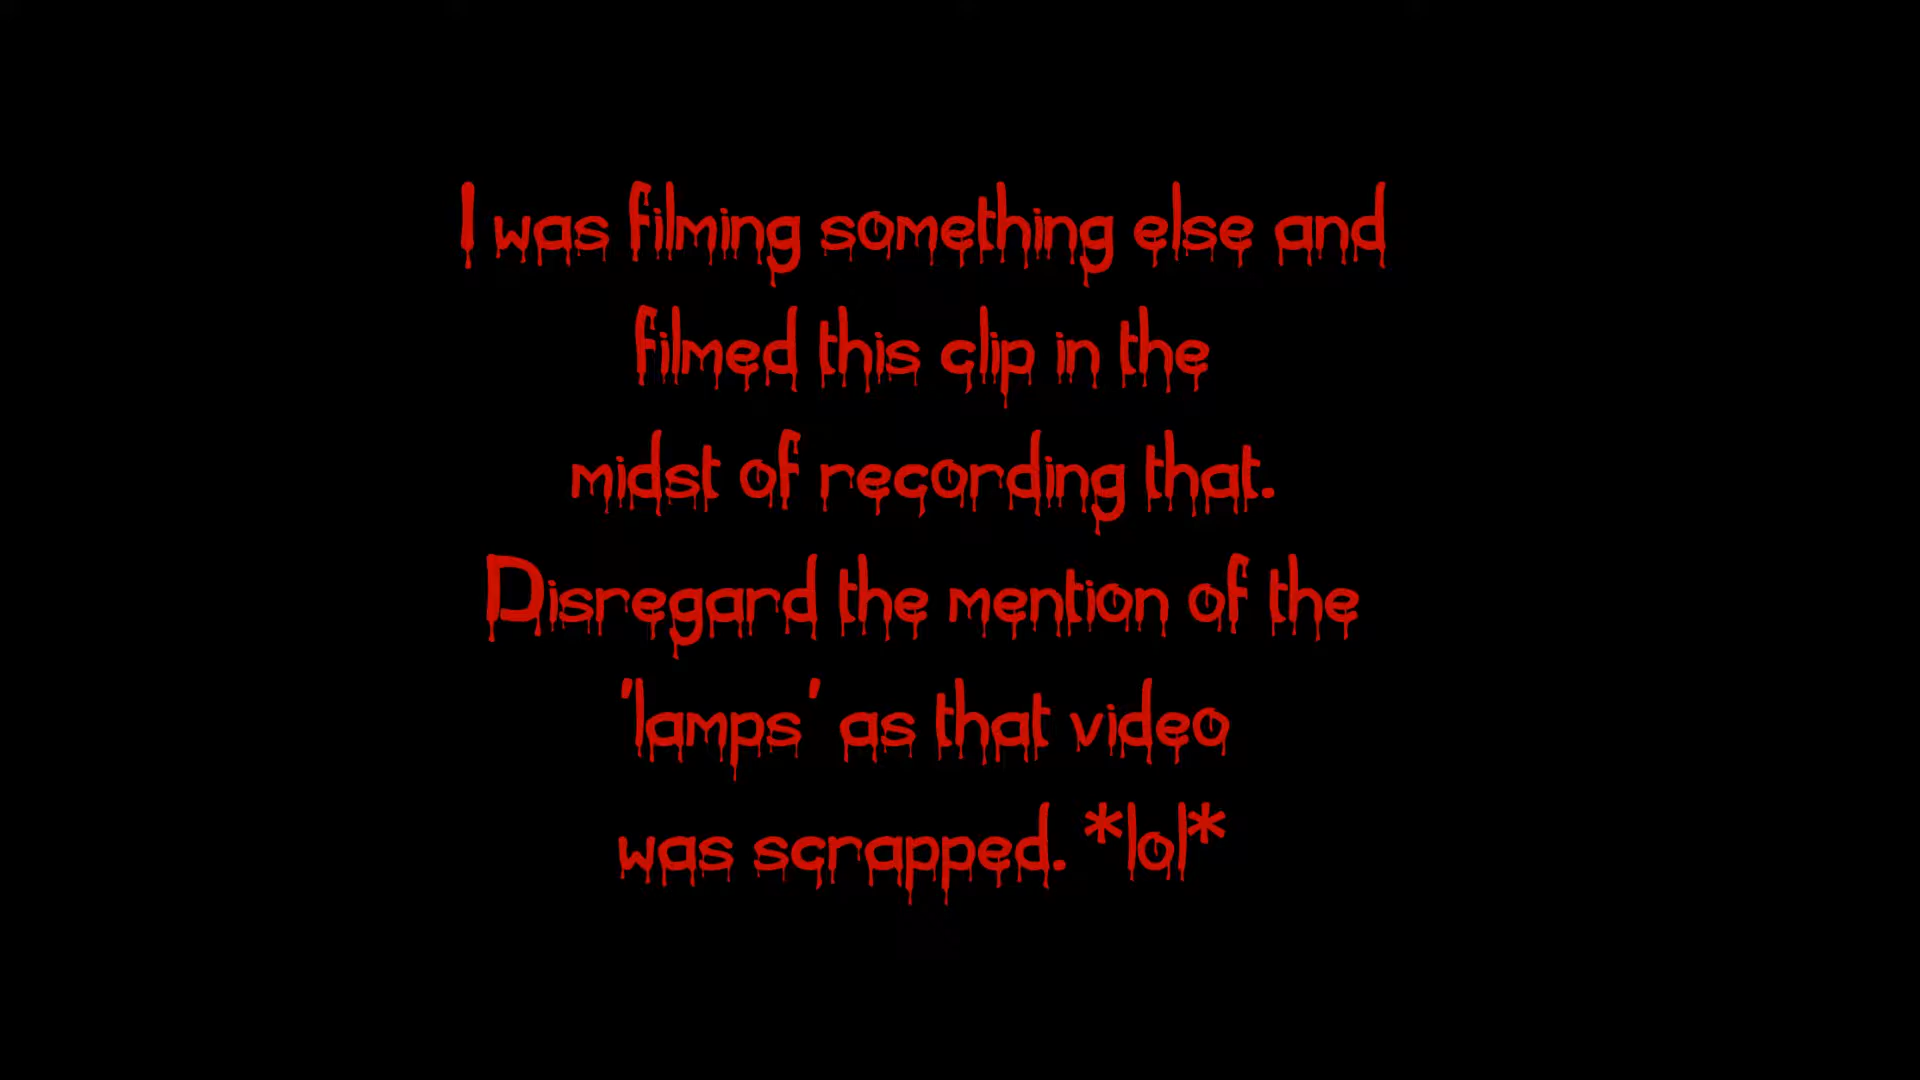 I was filming something else and
filmed this clip in the
midst of recording that.
Disregard the mention of the
'lamps' as that video
was scrapped. *lol*